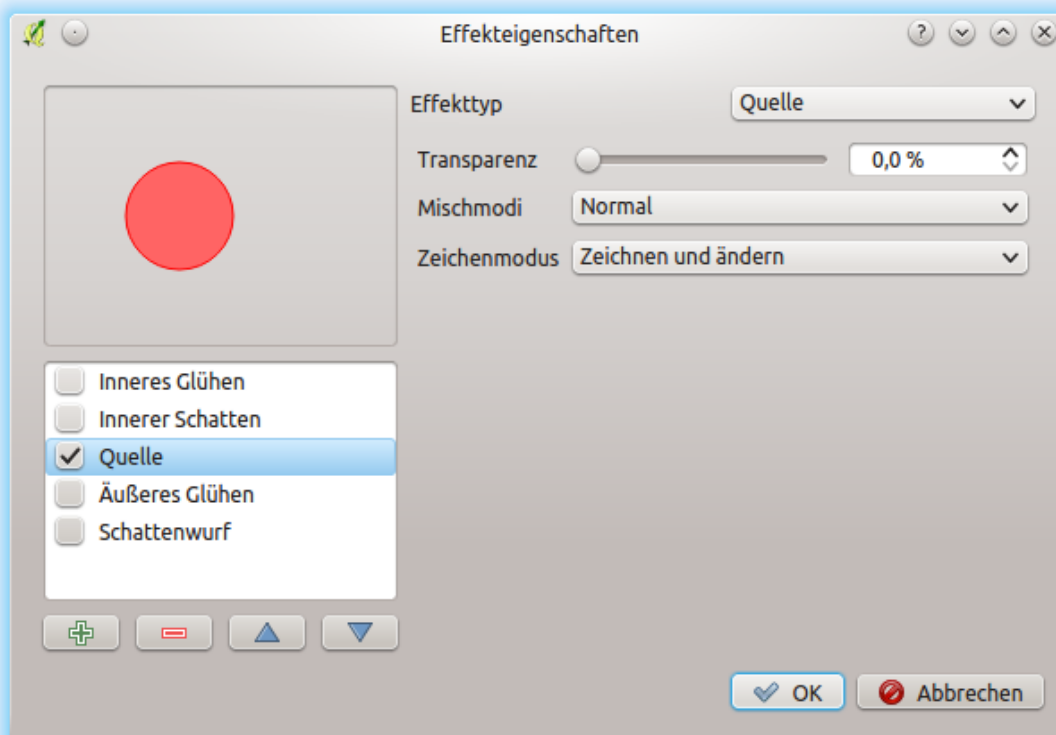 Effekteigenschaften
Effekttyp
Quelle
Transparenz
0,0 %
Mischmodi
Normal
Zeichenmodus
Zeichnen und ändern
Inneres Glühen
Innerer Schatten
Quelle
Äußeres Glühen
Schattenwurf
OK
Abbrechen